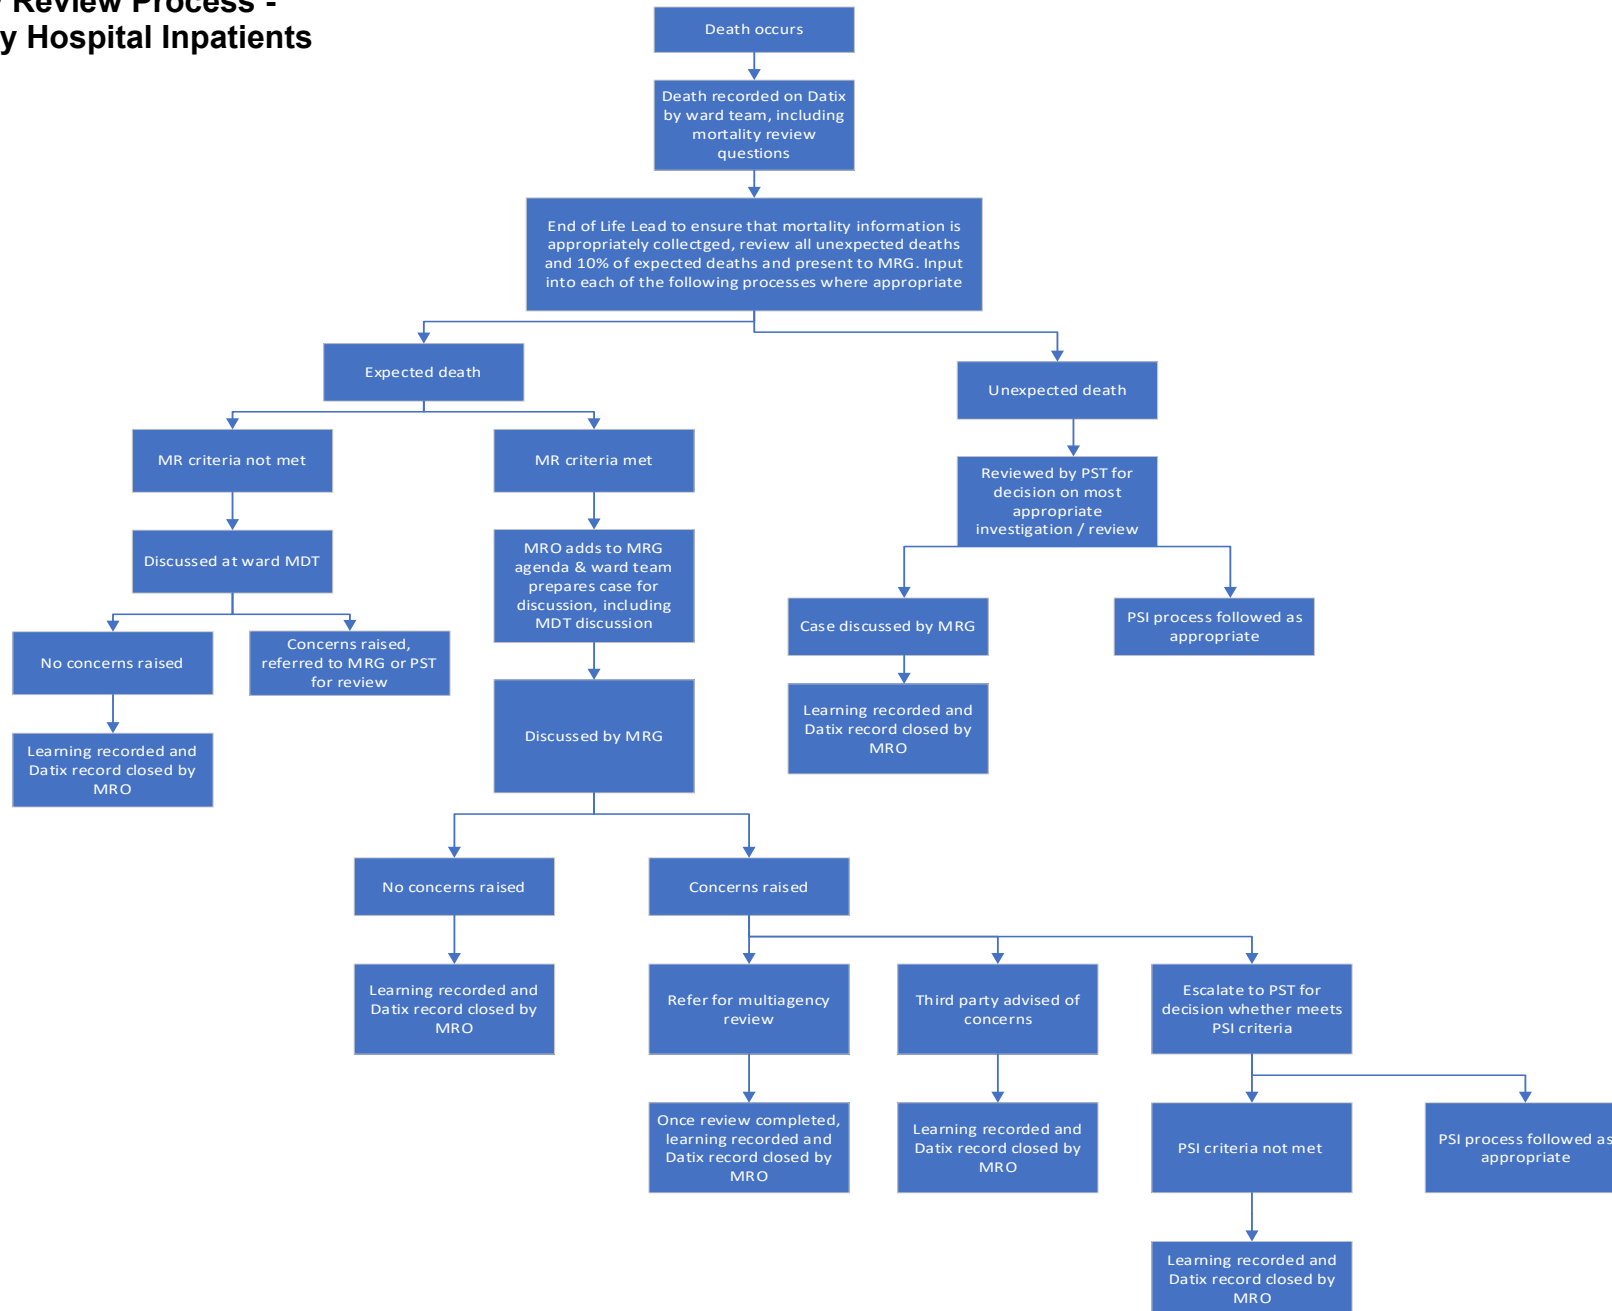 Review Process -
y Hospital Inpatients
Death occurs
Death recorded on Datix
by ward team, including
mortality review
questions
End of Life Lead to ensure that mortality information is
appropriately collectged, review all unexpected deaths
and 10% of expected deaths and present to MRG. Input
into each of the following processes where appropriate
Expected death
Unexpected death
MR criteria not met
MR criteria met
Reviewed by PST for
decision on most
appropriate
investigation / review
Discussed at ward MDT
MRO adds to MRG
agenda & ward team
prepares case for
discussion, including
MDT discussion
Case discussed by MRG
PSI process followed as
appropriate
No concerns raised
Concerns raised,
referred to MRG or PST
for review
Learning recorded and
Datix record closed by
MRO
Discussed by MRG
Learning recorded and
Datix record closed by
MRO
No concerns raised
Concerns raised
Learning recorded and
Datix record closed by
MRO
Refer for multiagency
review
Third party advised of
concerns
Escalate to PST for
decision whether meets
PSI criteria
Once review completed,
learning recorded and
Datix record closed by
MRO
Learning recorded and
Datix record closed by
MRO
PSI criteria not met
PSI process followed as
appropriate
Learning recorded and
Datix record closed by
MRO